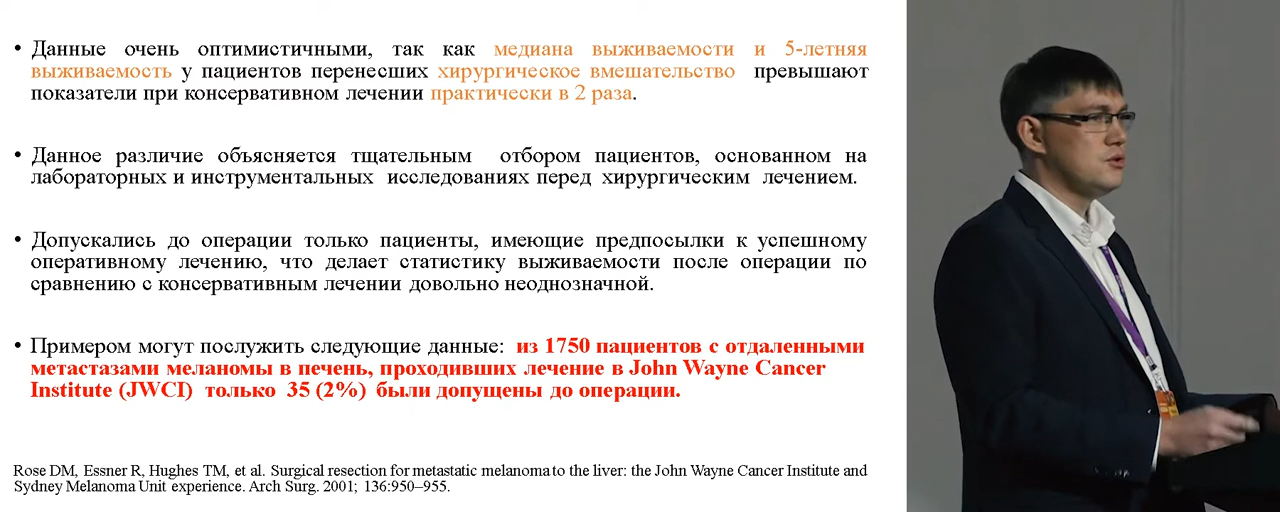 • Данные очень оптимистичными, так как медиана выживаемости и 5-летняя
выживаемость у пациентов перенесших хирургическое вмешательство превышают
показатели при консервативном лечении практически в 2 раза.
• Данное различие объясняется тщательным отбором пациентов, основанном на
лабораторных и инструментальных исследованиях перед хирургическим лечением.
• Допускались до операции только пациенты, имеющие предпосылки к успешному
оперативному лечению, что делает статистику выживаемости после операции по
сравнению с консервативным лечении довольно неоднозначной.
• Примером могут послужить следующие данные: из 1750 пациентов с отдаленными
метастазами меланомы в печень, проходивших лечение в John Wayne Cancer
Institute (JWCI) только 35 (2%) были допущены до операции.
Rose DM, Essner R, Hughes TM, et al. Surgical resection for metastatic melanoma to the liver: the John Wayne Cancer Institute and
Sydney Melanoma Unit experience. Arch Surg. 2001; 136:950–955.